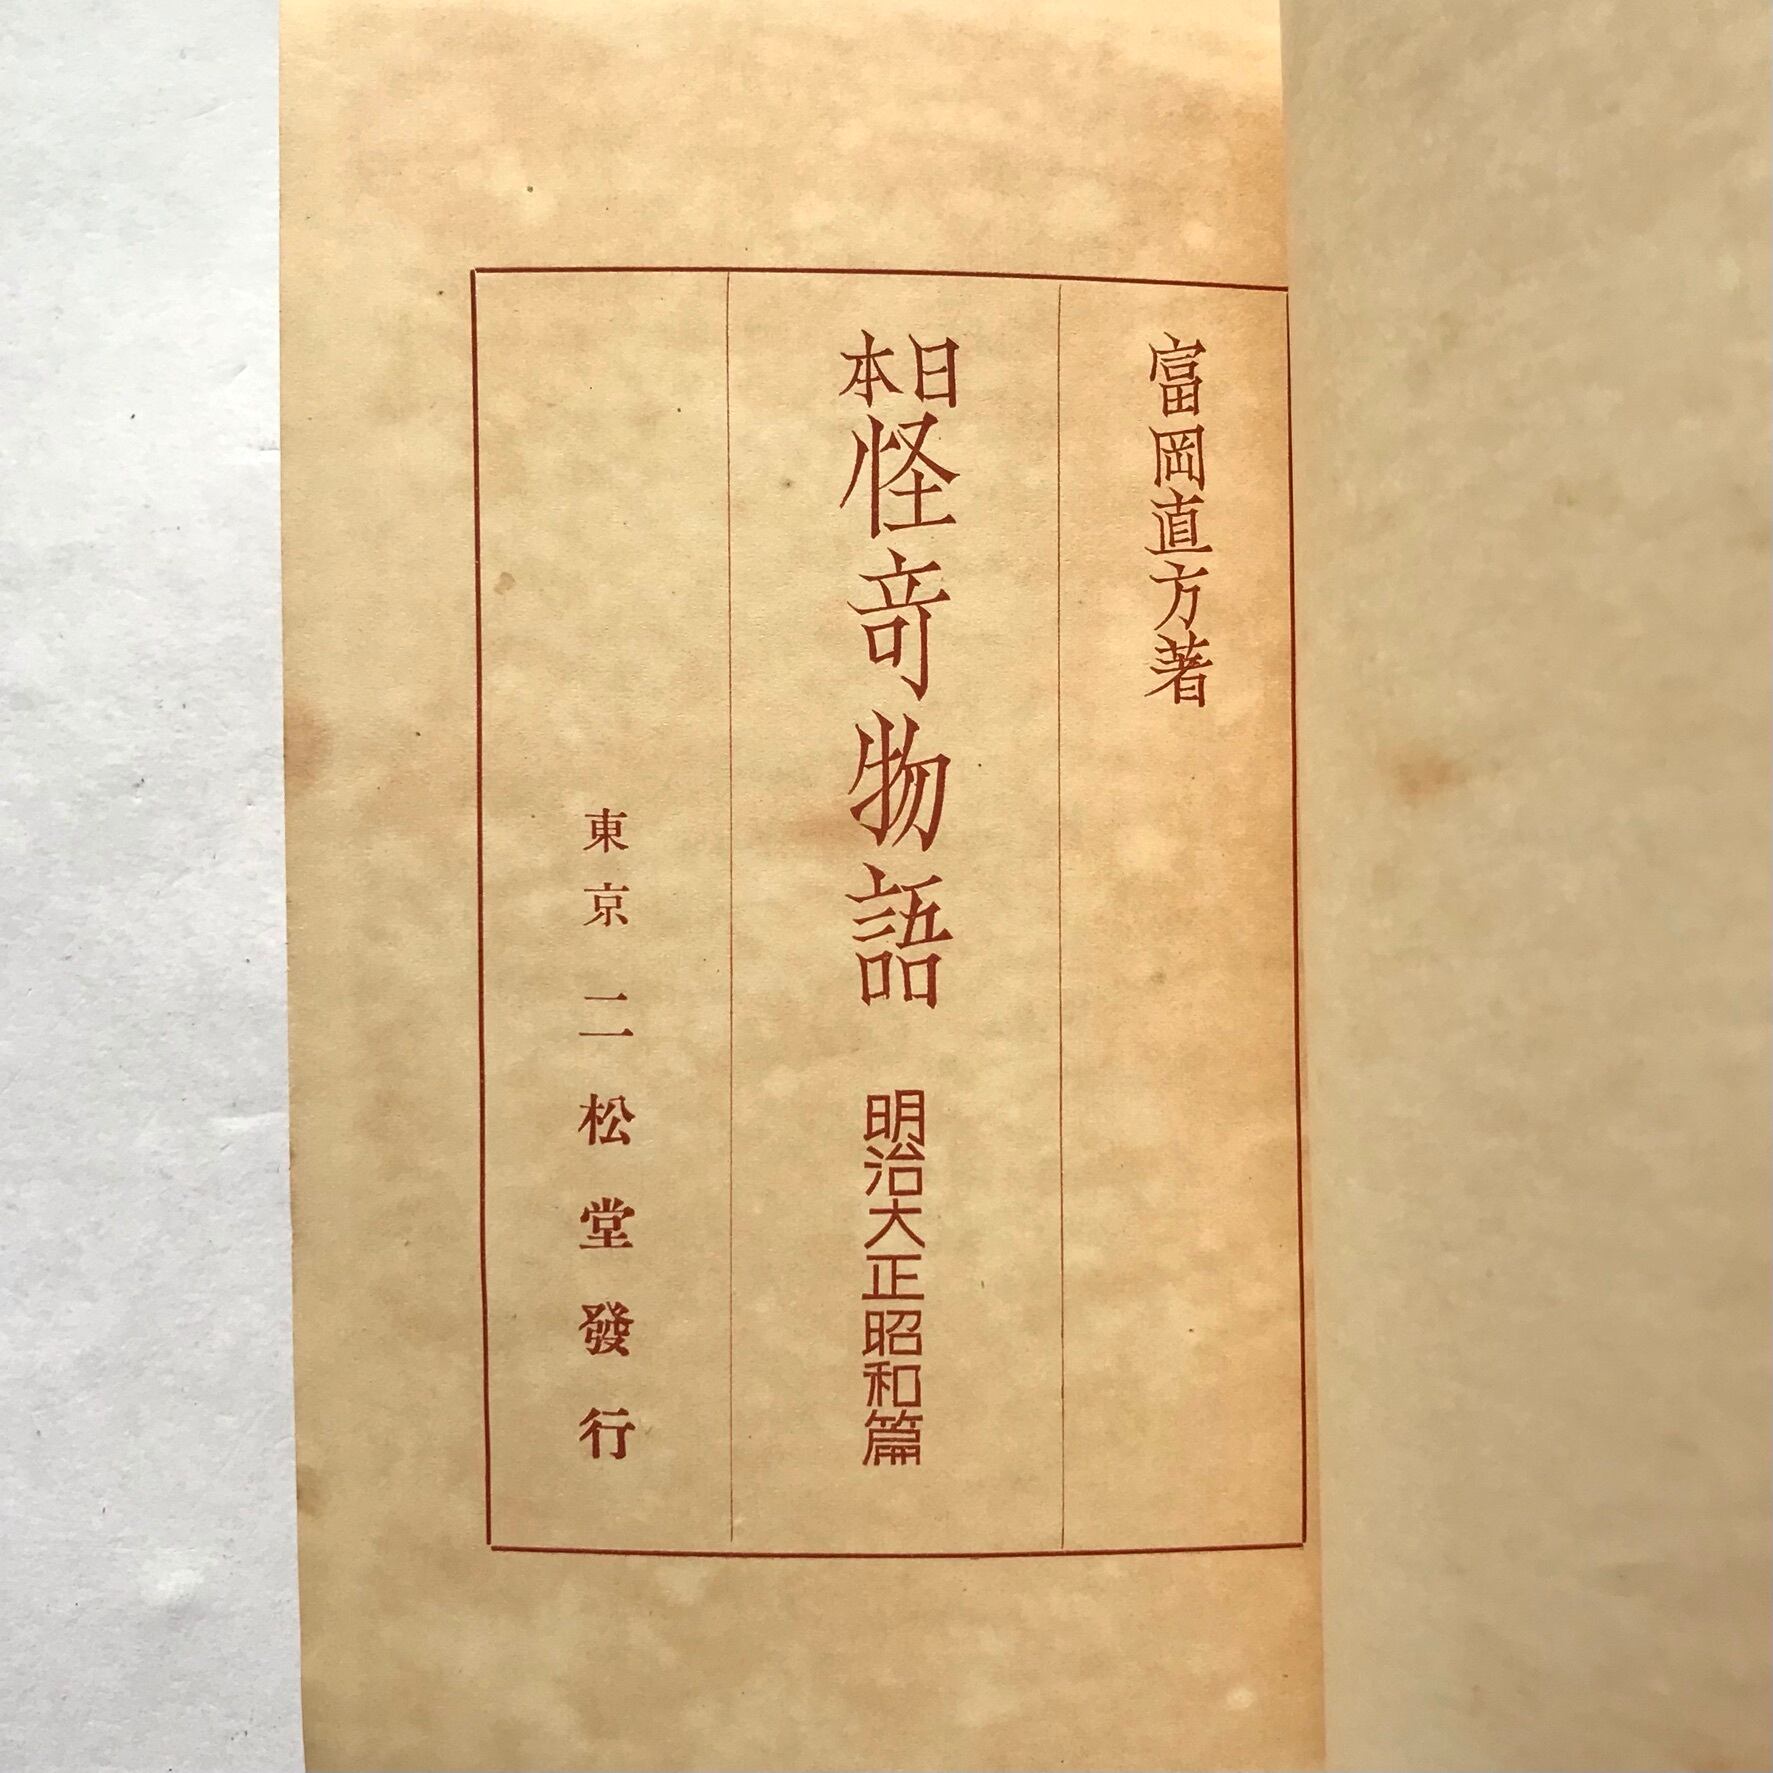 富岡直方著
日本怪竒物語 明治大正昭和篇
東京 二松堂發行